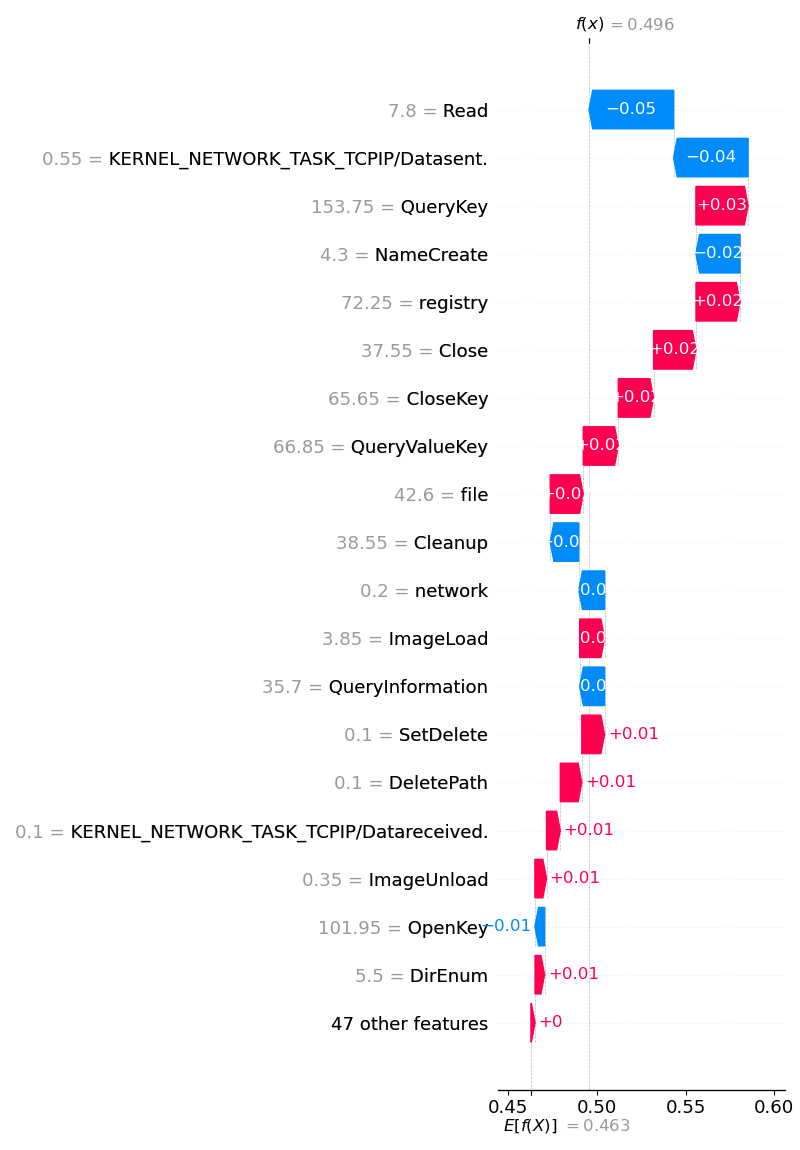 f(x) = 0.496
7.8 = Read −0.05
0.55 = KERNEL_NETWORK_TASK_TCPIP/Datasent. −0.04
153.75 = QueryKey +0.03
4.3 = NameCreate −0.02
72.25 = registry +0.02
37.55 = Close +0.02
65.65 = CloseKey +0.02
66.85 = QueryValueKey
42.6 = file
38.55 = Cleanup
0.2 = network
3.85 = ImageLoad
35.7 = QueryInformation
0.1 = SetDelete +0.01
0.1 = DeletePath +0.01
0.1 = KERNEL_NETWORK_TASK_TCPIP/Datareceived. +0.01
0.35 = ImageUnload +0.01
101.95 = OpenKey −0.01
5.5 = DirEnum +0.01
47 other features +0
0.45 0.50 0.55 0.60
E[f(X)] = 0.463